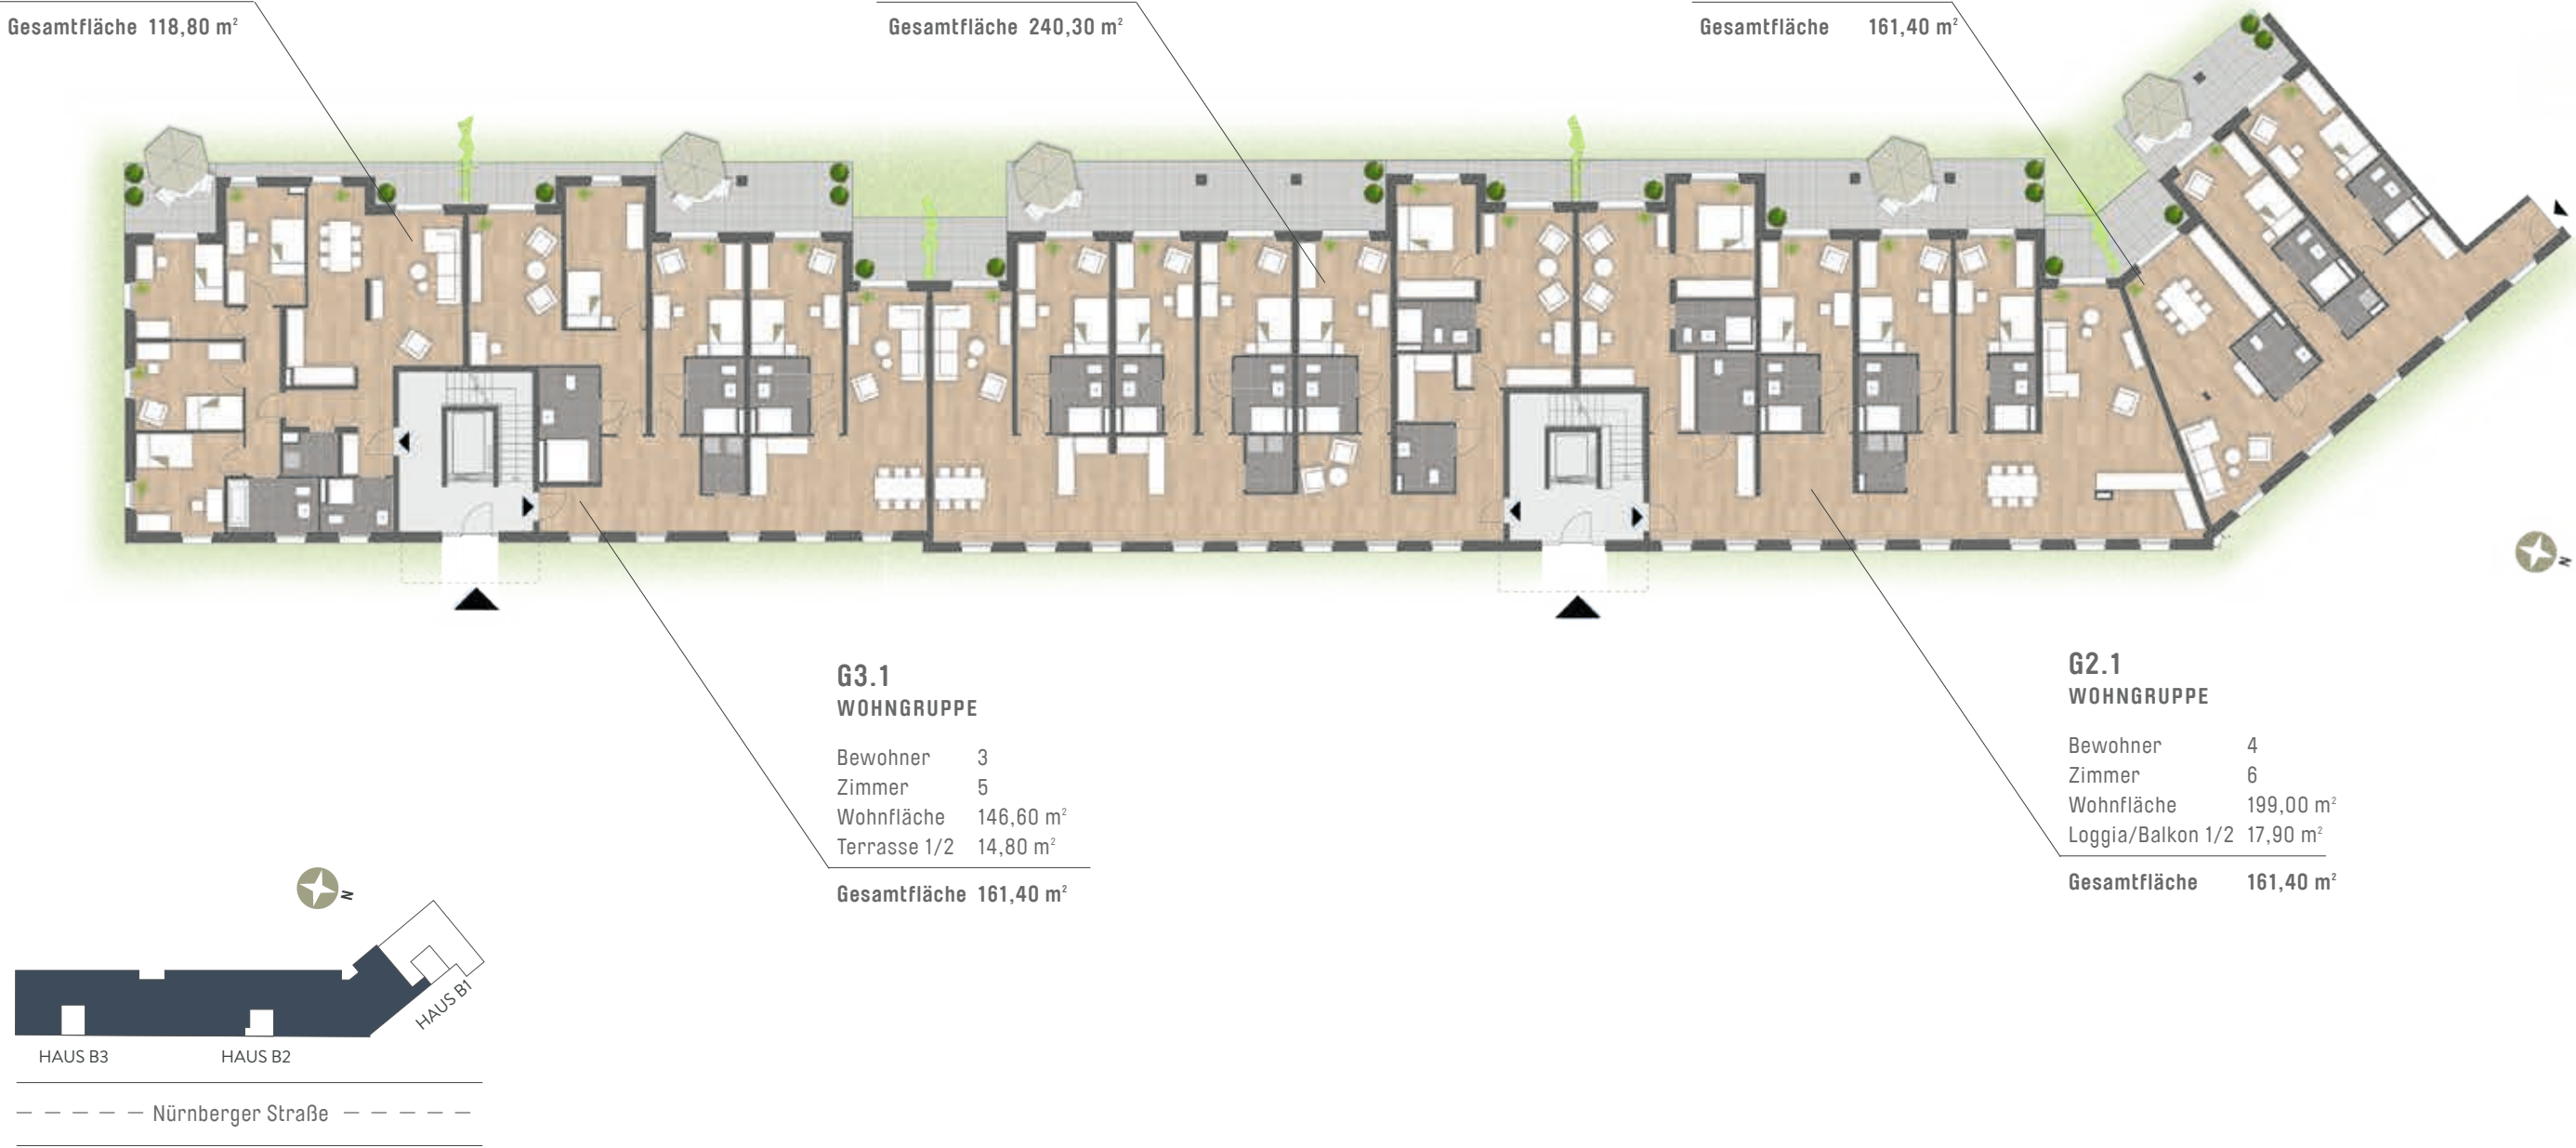 Gesamtfläche 118,80 m²
Gesamtfläche 240,30 m²
Gesamtfläche 161,40 m²
N
G3.1
WOHNGRUPPE
Bewohner 3
Zimmer 5
Wohnfläche 146,60 m²
Terrasse 1/2 14,80 m²
Gesamtfläche 161,40 m²
G2.1
WOHNGRUPPE
Bewohner 4
Zimmer 6
Wohnfläche 199,00 m²
Loggia/Balkon 1/2 17,90 m²
Gesamtfläche 161,40 m²
N
HAUS B1
HAUS B3
HAUS B2
Nürnberger Straße